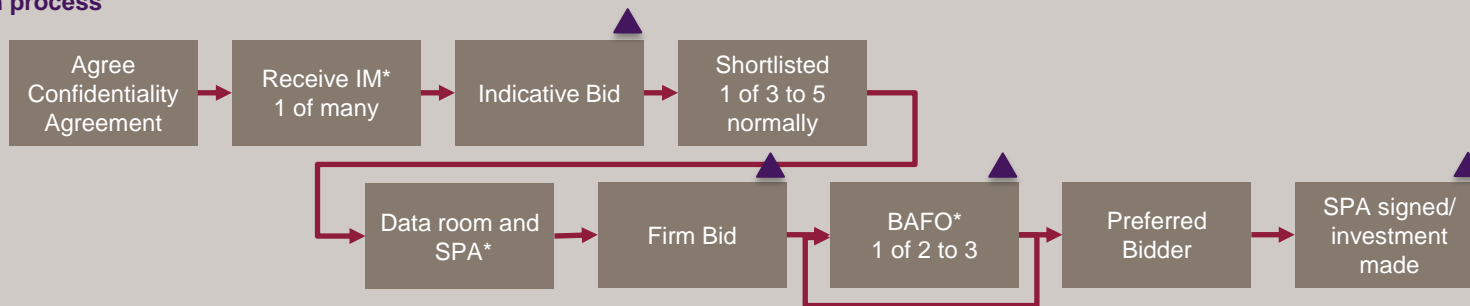 process
Agree
Confidentiality
Agreement
Receive IM*
1 of many
Indicative Bid
Shortlisted
1 of 3 to 5
normally
Data room and
SPA*
Firm Bid
BAFO*
1 of 2 to 3
Preferred
Bidder
SPA signed/
investment
made